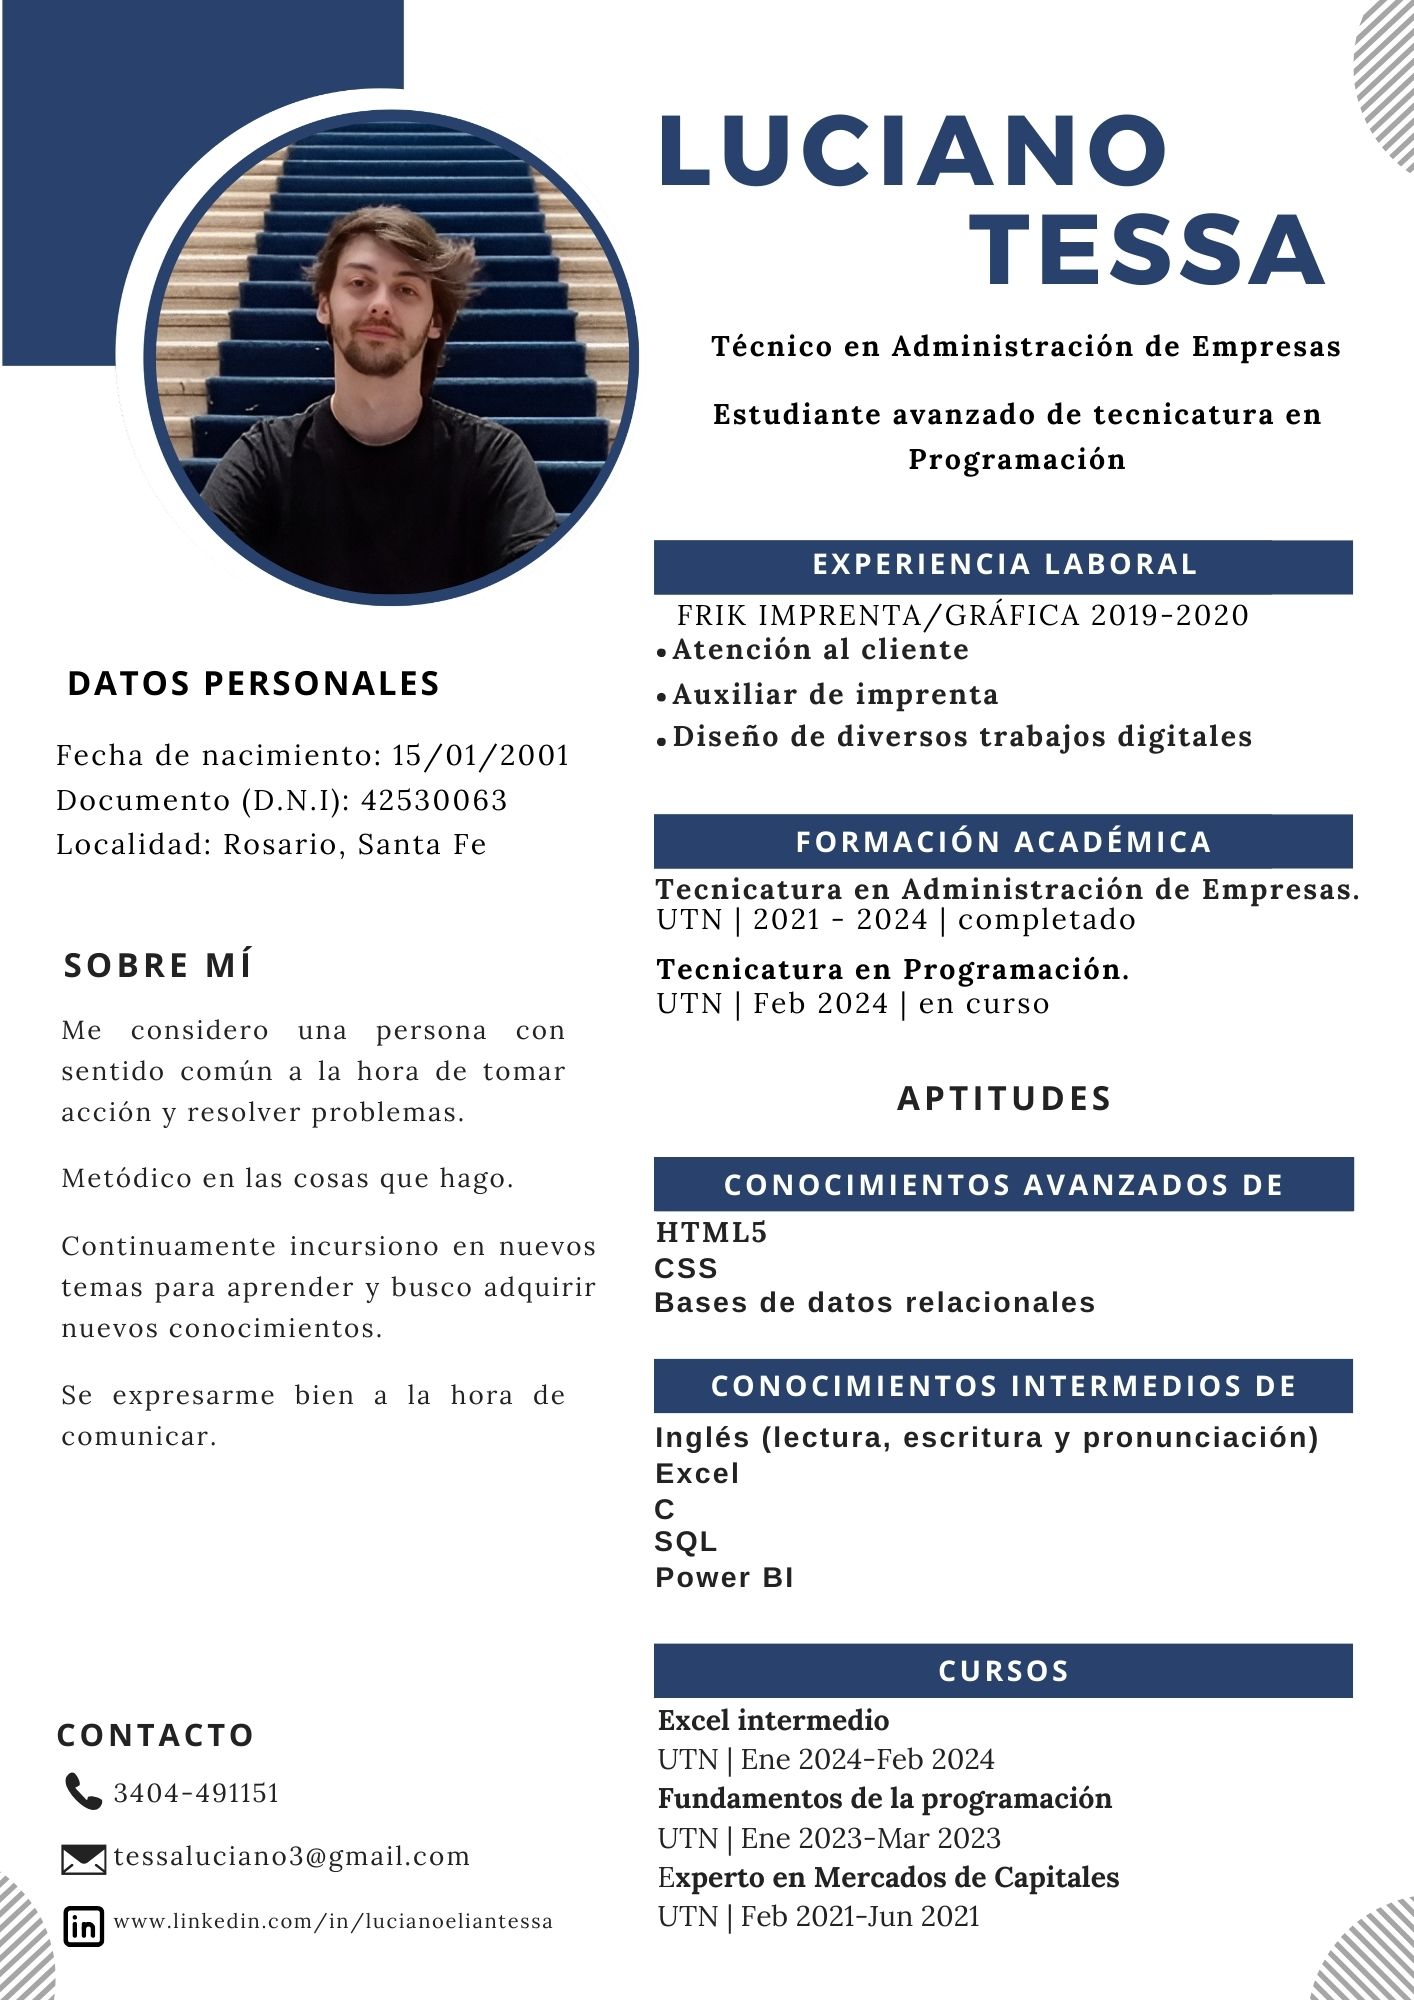 LUCIANO
TESSA
Técnico en Administración de Empresas
Estudiante avanzado de tecnicatura en
Programación
DATOS PERSONALES
Fecha de nacimiento: 15/01/2001
Documento (D.N.I): 42530063
Localidad: Rosario, Santa Fe
SOBRE MÍ
Me considero una persona con
sentido común a la hora de tomar
acción y resolver problemas.
Metódico en las cosas que hago.
Continuamente incursiono en nuevos
temas para aprender y busco adquirir
nuevos conocimientos.
Se expresarme bien a la hora de
comunicar.
CONTACTO
3404-491151
tessaluciano3@gmail.com
in www.linkedin.com/in/lucianoeliantessa
EXPERIENCIA LABORAL
FRIK IMPRENTA/GRÁFICA 2019-2020
• Atención al cliente
• Auxiliar de imprenta
• Diseño de diversos trabajos digitales
FORMACIÓN ACADÉMICA
Tecnicatura en Administración de Empresas.
UTN | 2021 - 2024 | completado
Tecnicatura en Programación.
UTN | Feb 2024 | en curso
APTITUDES
CONOCIMIENTOS AVANZADOS DE
HTML5
CSS
Bases de datos relacionales
CONOCIMIENTOS INTERMEDIOS DE
Inglés (lectura, escritura y pronunciación)
Excel
C
SQL
Power BI
CURSOS
Excel intermedio
UTN | Ene 2024-Feb 2024
Fundamentos de la programación
UTN | Ene 2023-Mar 2023
Experto en Mercados de Capitales
UTN | Feb 2021-Jun 2021